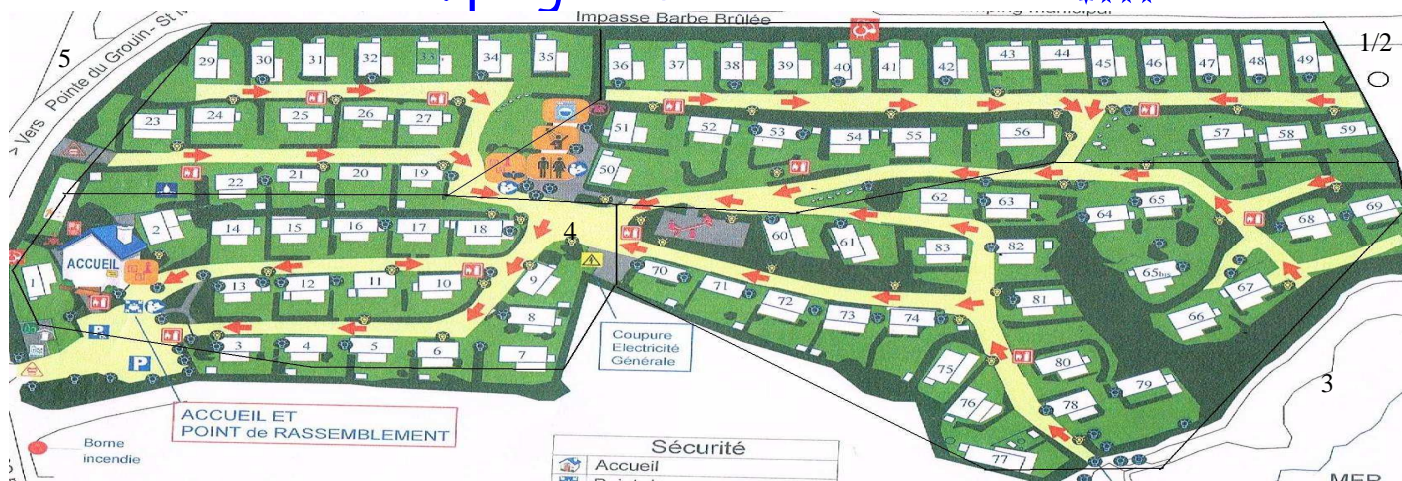 Impasse Barbe Brûlée
1/2
5
> Vers Pointe du Grouin - St
29 30 31 32 33 34 35 36 37 38 39 40 41 42 43 44 45 46 47 48 49
23 24 25 26 27 51 52 53 54 55 56 57 58 59
22 21 20 19 50
4
2 14 15 16 17 18 60 61 62 63 64 65 68 69
ACCUEIL
1 13 12 11 10 9 70 71 72 73 74 83 82 81 65bis 67 66
3 4 5 6 7 8
Coupure
Electricité
Générale
75 76 77 78 79 80
3
P
ACCUEIL ET
POINT de RASSEMBLEMENT
Borne
incendie
Sécurité
Accueil
MER